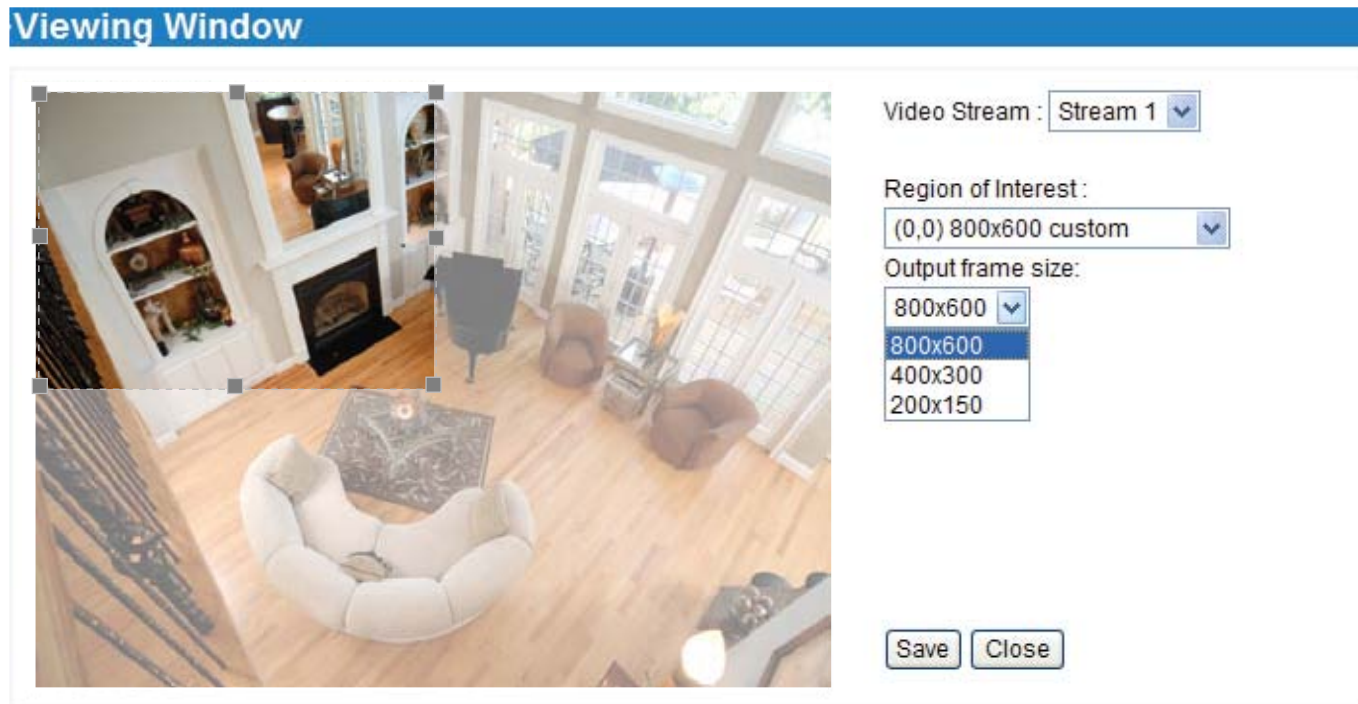 Viewing Window
Video Stream : Stream 1
Region of Interest :
(0,0) 800x600 custom
Output frame size:
800x600
800x600
400x300
200x150
Save Close